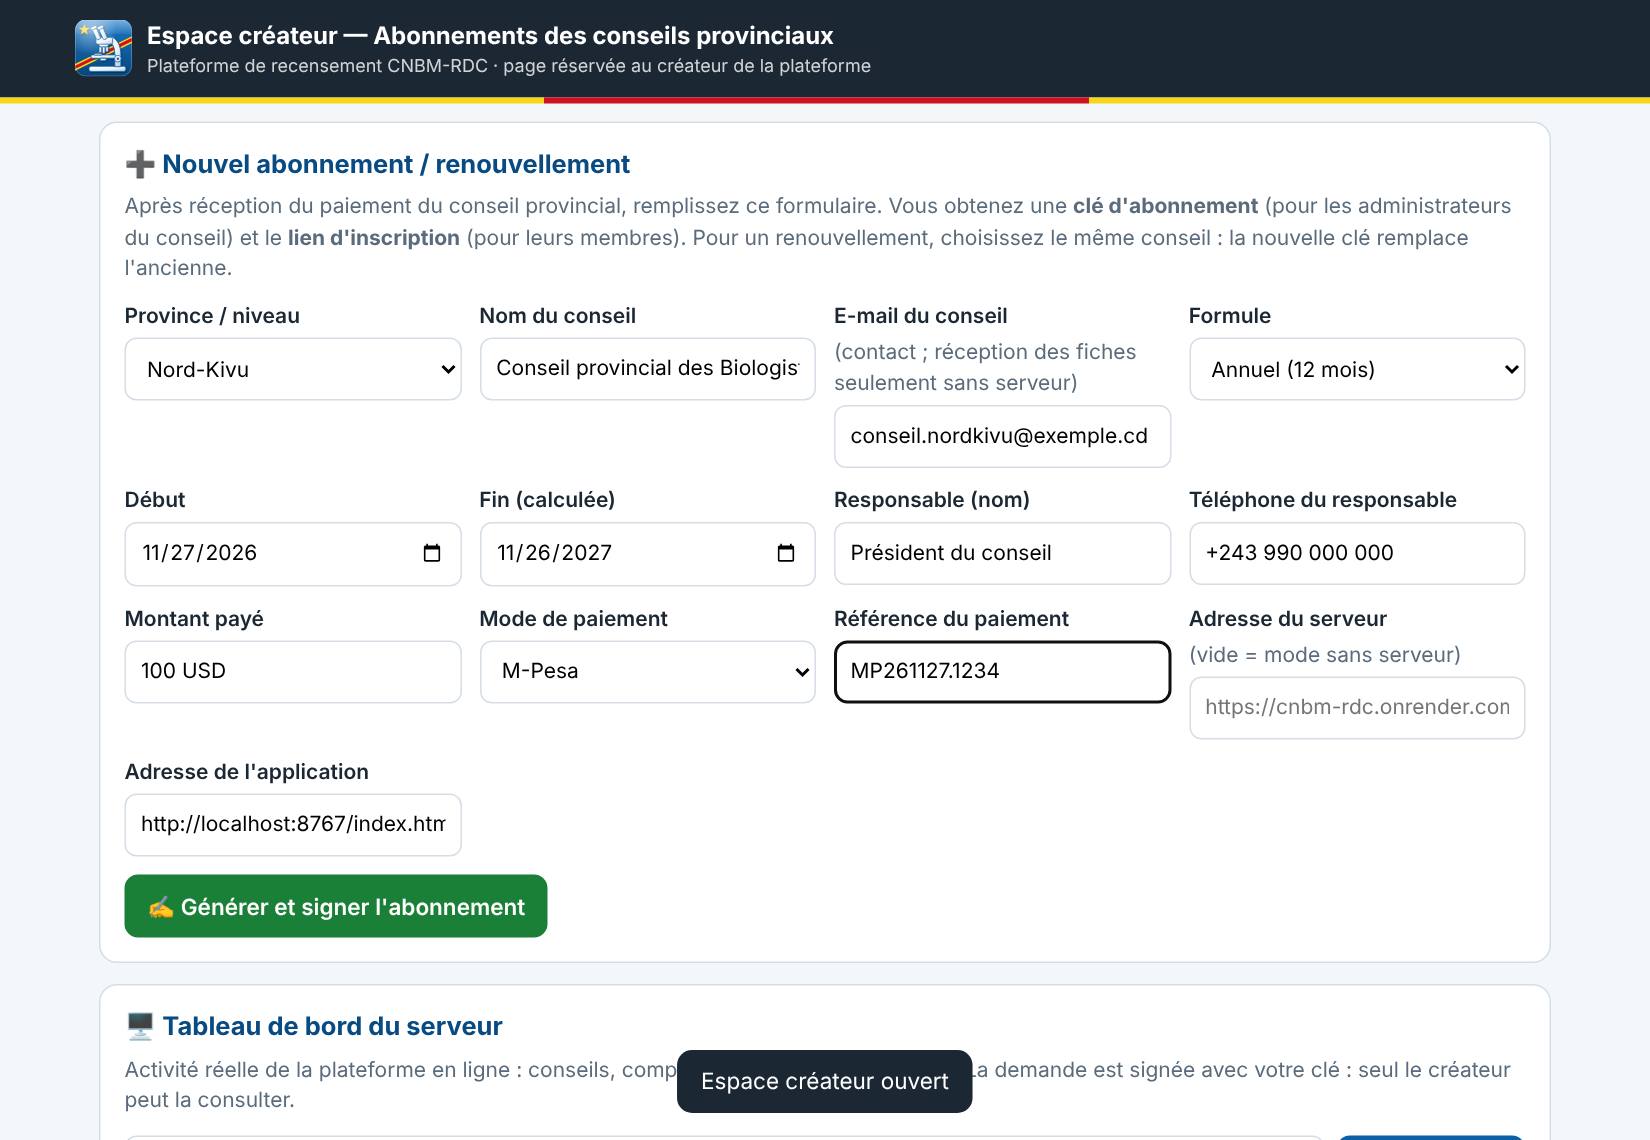 Espace créateur — Abonnements des conseils provinciaux
Plateforme de recensement CNBM-RDC · page réservée au créateur de la plateforme
➕ Nouvel abonnement / renouvellement
Après réception du paiement du conseil provincial, remplissez ce formulaire. Vous obtenez une clé d'abonnement (pour les administrateurs
du conseil) et le lien d'inscription (pour leurs membres). Pour un renouvellement, choisissez le même conseil : la nouvelle clé remplace
l'ancienne.
Province / niveau
Nord-Kivu
Nom du conseil
Conseil provincial des Biologis
E-mail du conseil
(contact ; réception des fiches
seulement sans serveur)
conseil.nordkivu@exemple.cd
Formule
Annuel (12 mois)
Début
11/27/2026
Fin (calculée)
11/26/2027
Responsable (nom)
Président du conseil
Téléphone du responsable
+243 990 000 000
Montant payé
100 USD
Mode de paiement
M-Pesa
Référence du paiement
MP261127.1234
Adresse du serveur
(vide = mode sans serveur)
https://cnbm-rdc.onrender.com
Adresse de l'application
http://localhost:8767/index.htm
✍️ Générer et signer l'abonnement
🖥️ Tableau de bord du serveur
Activité réelle de la plateforme en ligne : conseils, comp La demande est signée avec votre clé : seul le créateur
peut la consulter.
Espace créateur ouvert